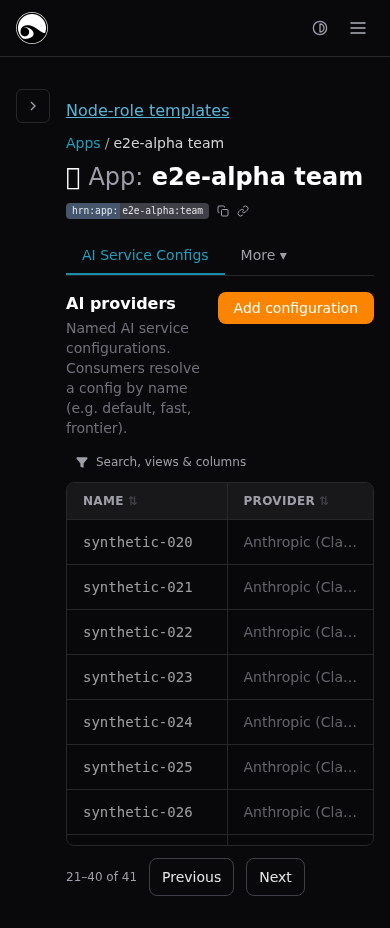 Node-role templates
Apps / e2e-alpha team
App: e2e-alpha team
hrn:app: e2e-alpha:team
AI Service Configs More ▾
AI providers
Add configuration
Named AI service
configurations.
Consumers resolve
a config by name
(e.g. default, fast,
frontier).
Search, views & columns
NAME ⇅ PROVIDER ⇅
synthetic-020 Anthropic (Cla…
synthetic-021 Anthropic (Cla…
synthetic-022 Anthropic (Cla…
synthetic-023 Anthropic (Cla…
synthetic-024 Anthropic (Cla…
synthetic-025 Anthropic (Cla…
synthetic-026 Anthropic (Cla…
21–40 of 41 Previous Next